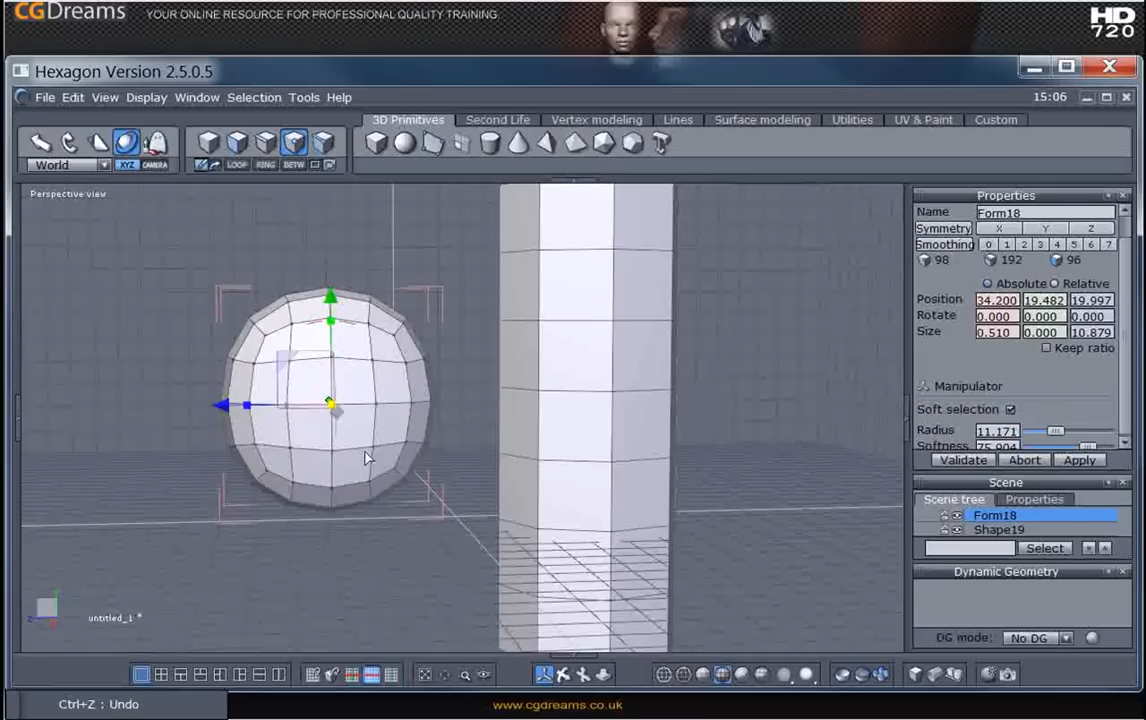 CGDreams YOUR ONLINE RESOURCE FOR PROFESSIONAL QUALITY TRAINING.
HD
720
Hexagon Version 2.5.0.5
File Edit View Display Window Selection Tools Help 15:06
3D Primitives Second Life Vertex modeling Lines Surface modeling Utilities UV & Paint Custom
World XYZ CAMERA LOOP RING BETW
Perspective view
Properties
Name Form18
Symmetry X Y Z
Smoothing 0 1 2 3 4 5 6 7
98 192 96
Absolute Relative
Position 34.200 19.482 19.997
Rotate 0.000 0.000 0.000
Size 0.510 0.000 10.879
Keep ratio
Manipulator
Soft selection
Radius 11.171
Softness 75.904
Validate Abort Apply
Scene
Scene tree Properties
Form18
Shape19
Select
Dynamic Geometry
DG mode: No DG
untitled_1 *
Ctrl+Z : Undo
www.cgdreams.co.uk